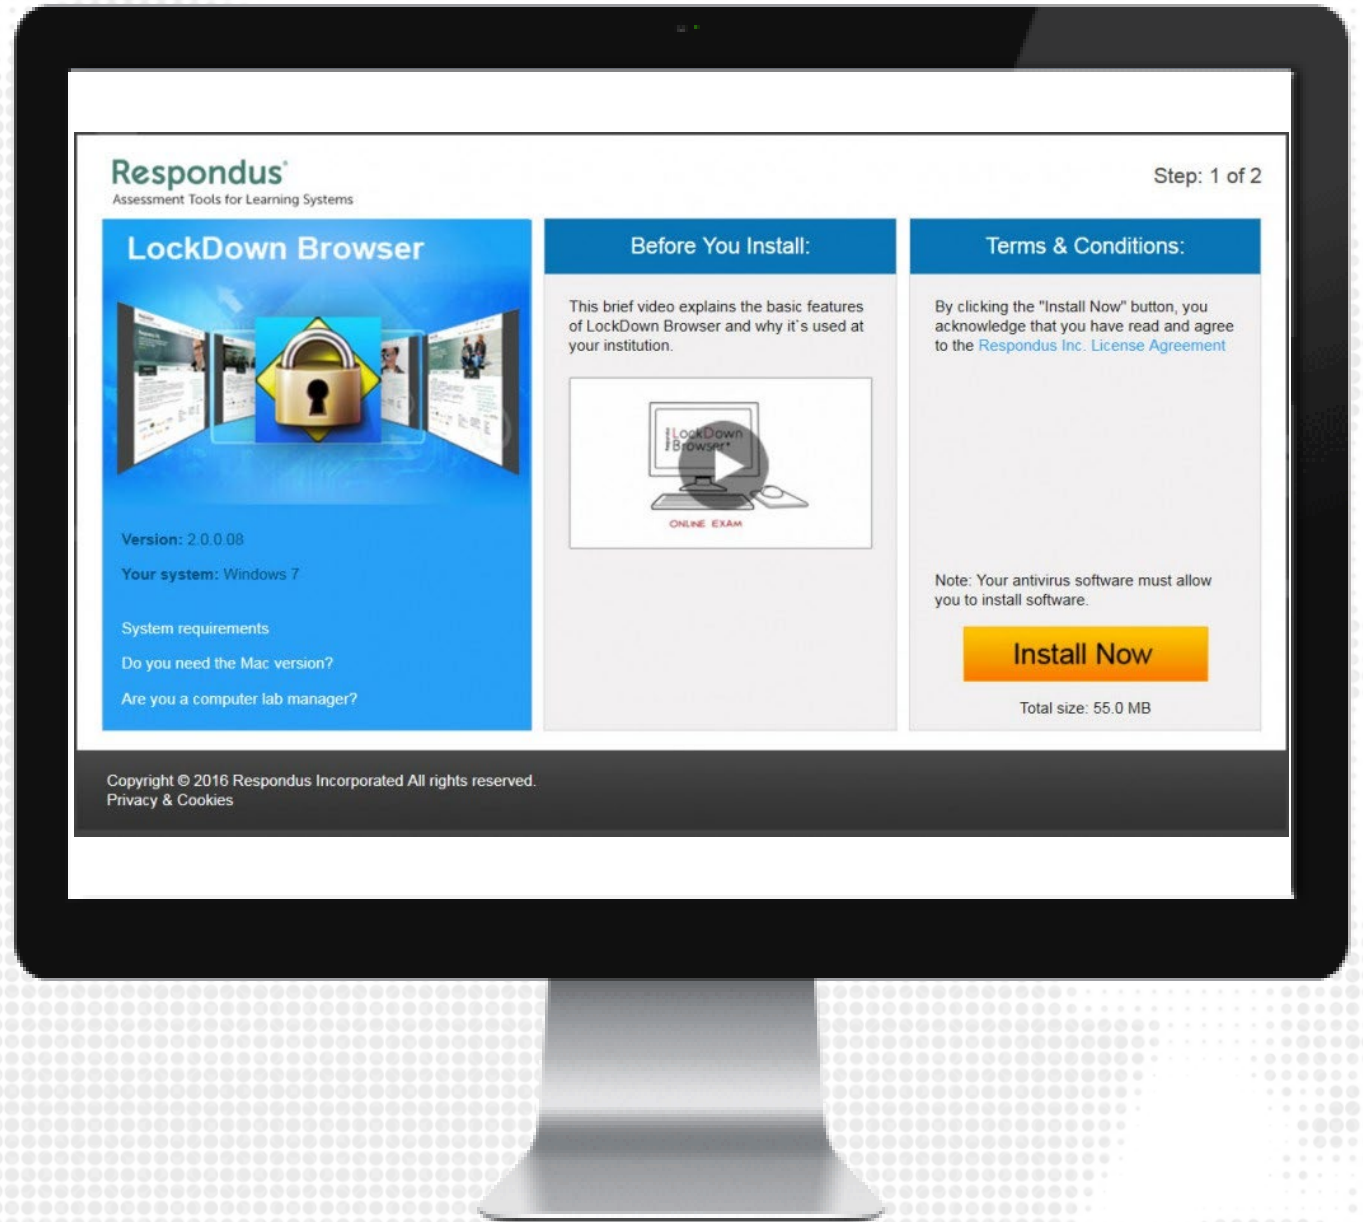 Respondus®
Assessment Tools for Learning Systems
Step: 1 of 2
LockDown Browser
Version: 2.0.0.08
Your system: Windows 7
System requirements
Do you need the Mac version?
Are you a computer lab manager?
Before You Install:
This brief video explains the basic features
of LockDown Browser and why it`s used at
your institution.
LockDown
Browser
ONLINE EXAM
Terms & Conditions:
By clicking the "Install Now" button, you
acknowledge that you have read and agree
to the Respondus Inc. License Agreement
Note: Your antivirus software must allow
you to install software.
Install Now
Total size: 55.0 MB
Copyright © 2016 Respondus Incorporated All rights reserved.
Privacy & Cookies